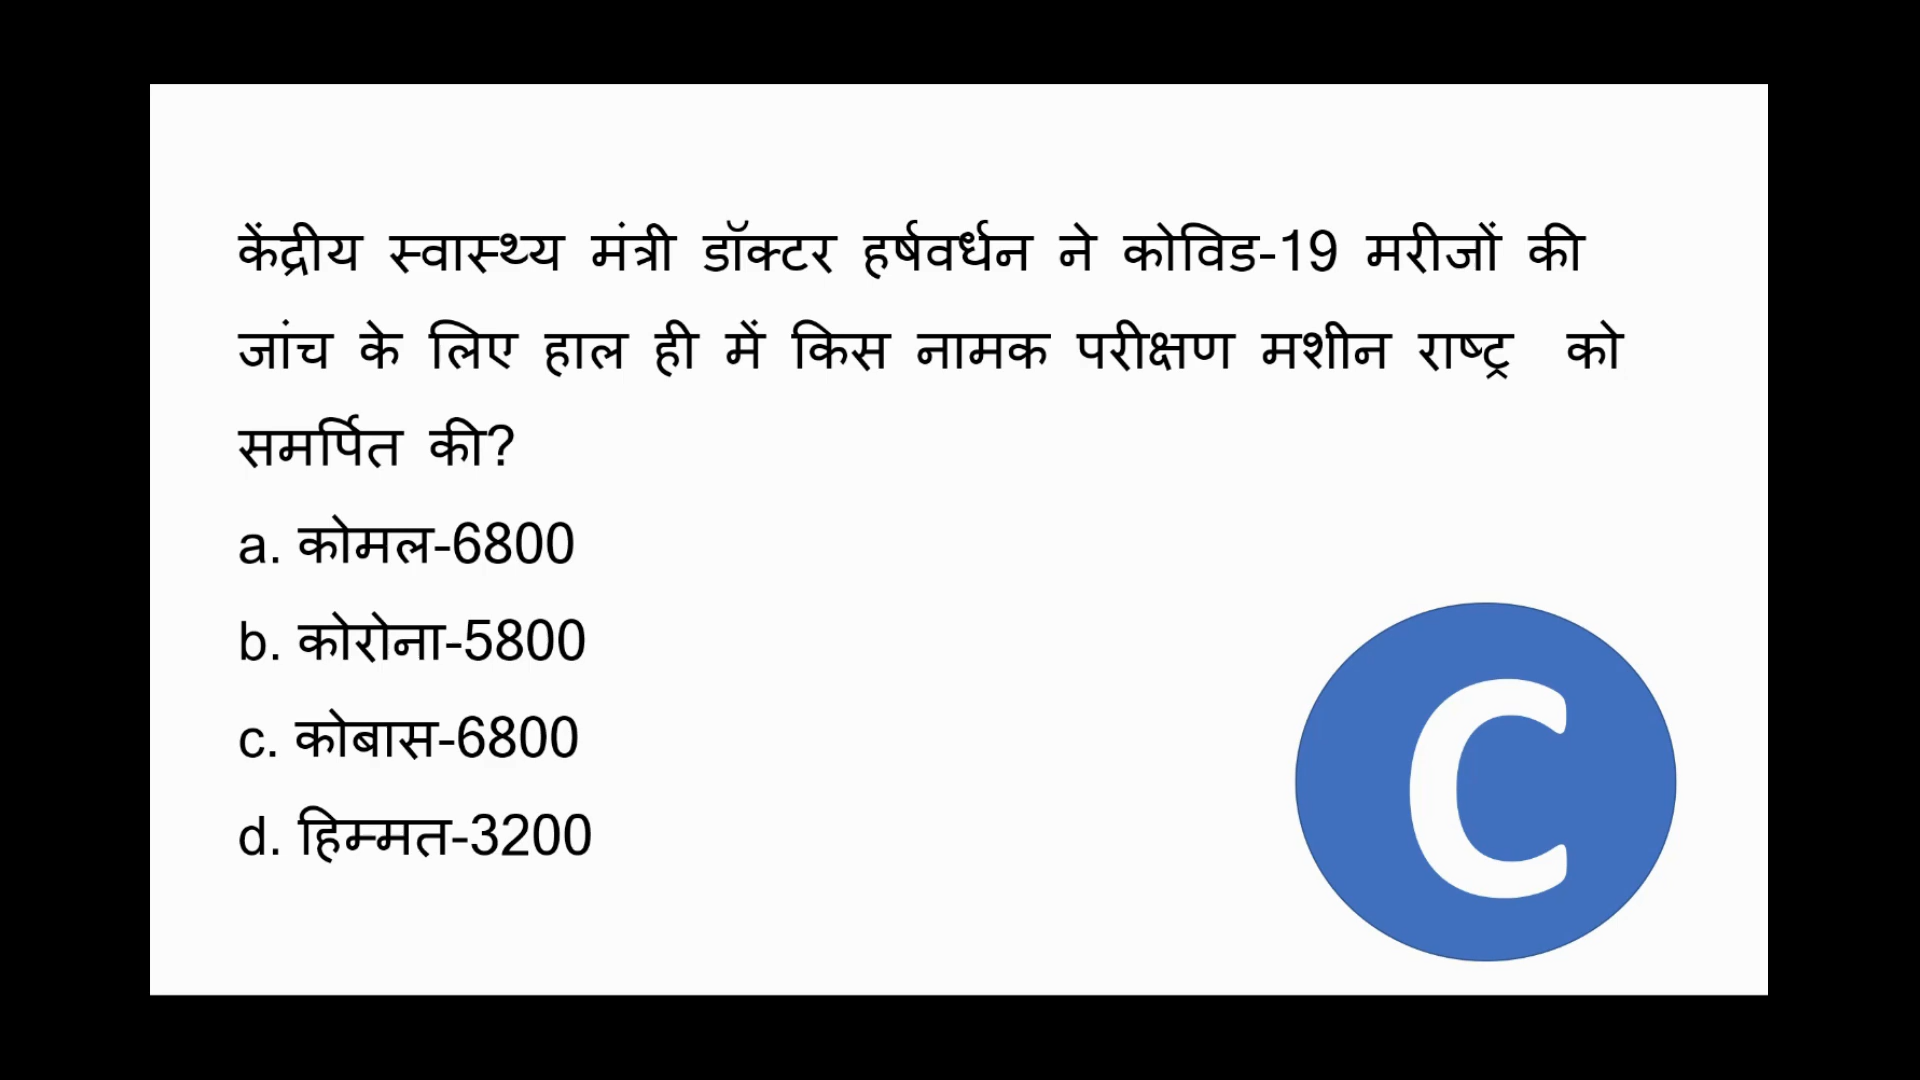 केंद्रीय स्वास्थ्य मंत्री डॉक्टर हर्षवर्धन ने कोविड-19 मरीजों की
जांच के लिए हाल ही में किस नामक परीक्षण मशीन राष्ट्र को
समर्पित की?
a. कोमल-6800
b. कोरोना-5800
c. कोबास-6800
d. हिम्मत-3200
C